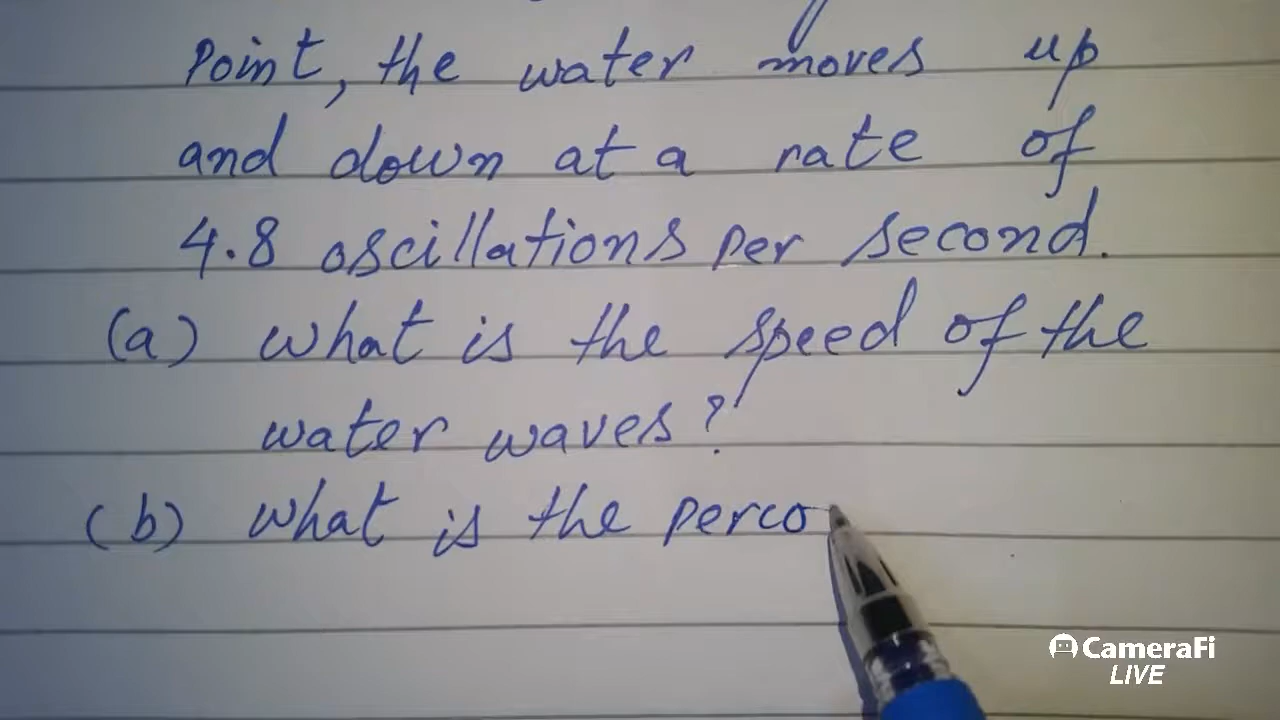 Point, the water moves up
and down at a rate of
4.8 oscillations per second.
(a) What is the speed of the
water waves?
(b) What is the perco
CameraFi
LIVE